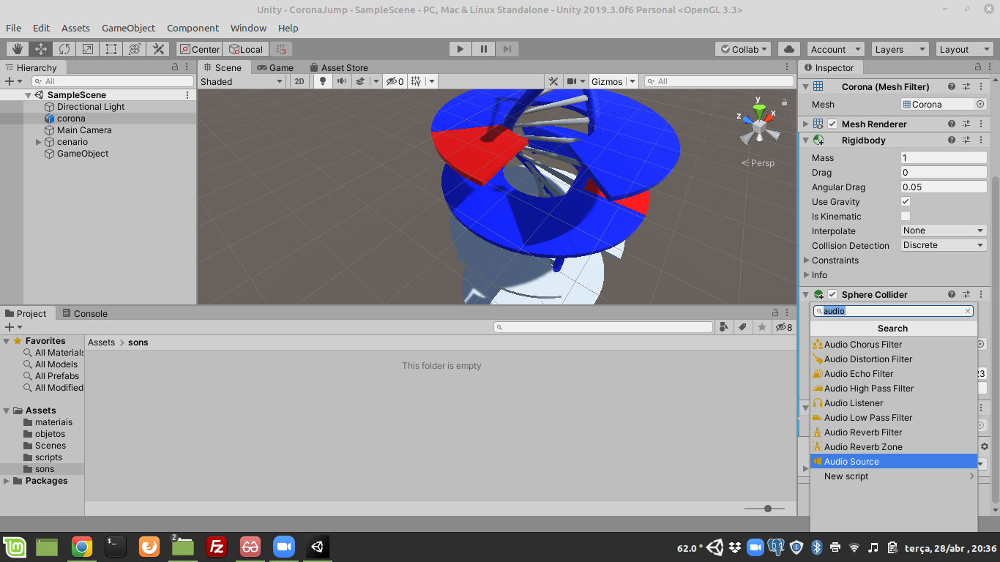 Unity - CoronaJump - SampleScene - PC, Mac & Linux Standalone - Unity 2019.3.0f6 Personal <OpenGL 3.3>
File Edit Assets GameObject Component Window Help
Center Local Collab Account Layers Layout
Hierarchy
All
SampleScene
Directional Light
corona
Main Camera
cenario
GameObject
Scene Game Asset Store
Shaded 2D 0 Gizmos All
y
z x
Persp
Inspector
Corona (Mesh Filter)
Mesh Corona
Mesh Renderer
Rigidbody
Mass 1
Drag 0
Angular Drag 0.05
Use Gravity
Is Kinematic
Interpolate None
Collision Detection Discrete
Constraints
Info
Sphere Collider
audio
Search
Audio Chorus Filter
Audio Distortion Filter
Audio Echo Filter
Audio High Pass Filter
Audio Listener
Audio Low Pass Filter
Audio Reverb Filter
Audio Reverb Zone
Audio Source
New script
23
Project Console
8
Favorites
All Materials
All Models
All Prefabs
All Modified
Assets
materiais
objetos
Scenes
scripts
sons
Packages
Assets > sons
This folder is empty
2
62.0 °
terça, 28/abr , 20:36